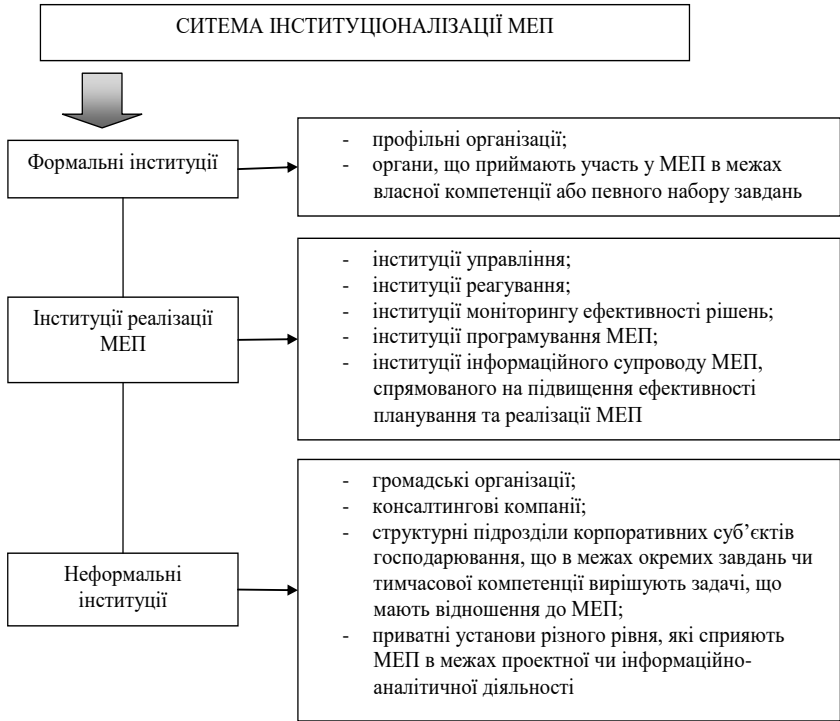 СИТЕМА ІНСТИТУЦІОНАЛІЗАЦІЇ МЕП
Формальні інституції
- профільні організації;
- органи, що приймають участь у МЕП в межах
власної компетенції або певного набору завдань
Інституції реалізації
МЕП
- інституції управління;
- інституції реагування;
- інституції моніторингу ефективності рішень;
- інституції програмування МЕП;
- інституції інформаційного супроводу МЕП,
спрямованого на підвищення ефективності
планування та реалізації МЕП
Неформальні
інституції
- громадські організації;
- консалтингові компанії;
- структурні підрозділи корпоративних суб’єктів
господарювання, що в межах окремих завдань чи
тимчасової компетенції вирішують задачі, що
мають відношення до МЕП;
- приватні установи різного рівня, які сприяють
МЕП в межах проектної чи інформаційно-
аналітичної діяльності